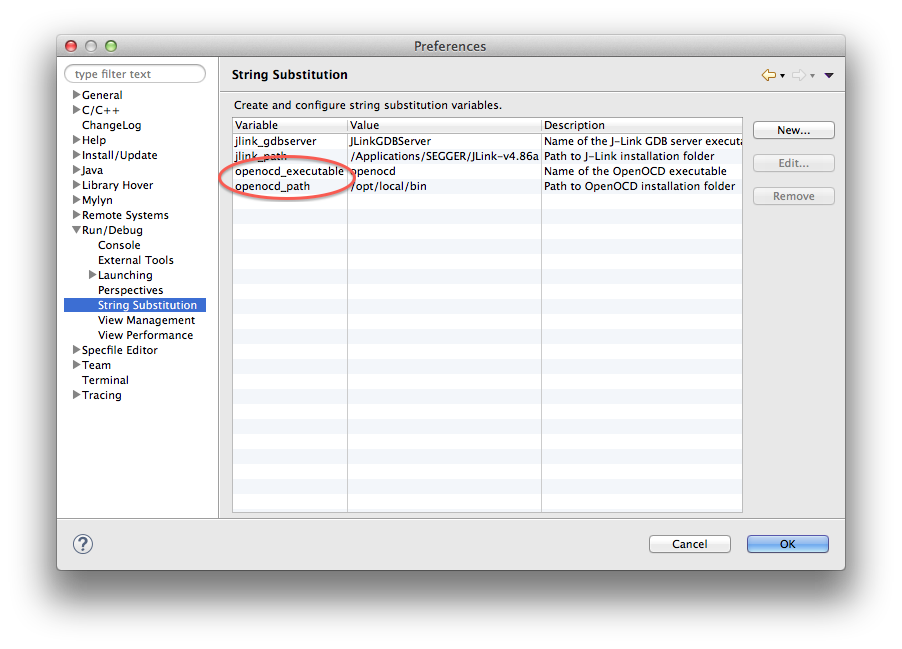 Preferences
type filter text
General
C/C++
ChangeLog
Help
Install/Update
Java
Library Hover
Mylyn
Remote Systems
Run/Debug
Console
External Tools
Launching
Perspectives
String Substitution
View Management
View Performance
Specfile Editor
Team
Terminal
Tracing
String Substitution
Create and configure string substitution variables.
Variable Value Description
jlink_gdbserver JLinkGDBServer Name of the J-Link GDB server executa
jlink_path /Applications/SEGGER/JLink-v4.86a Path to J-Link installation folder
openocd_executable openocd Name of the OpenOCD executable
openocd_path /opt/local/bin Path to OpenOCD installation folder
New...
Edit...
Remove
?
Cancel
OK